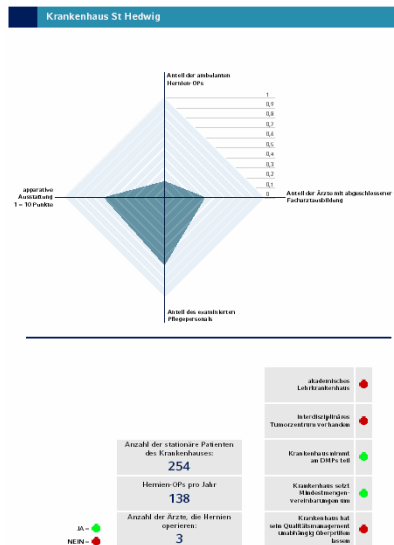 Krankenhaus St Hedwig
Anteil der ambulanten
Hernien-OPs
1
0,9
0,8
0,7
0,6
0,5
0,4
0,3
0,2
0,1
0
apparative
Ausstattung
1 = 10 Punkte
Anteil der Ärzte mit abgeschlossener
Facharztausbildung
Anteil des examinierten
Pflegepersonals
akademisches
Lehrkrankenhaus
Interdisziplinäres
Tumorzentrum vorhanden
Anzahl der stationäre Patienten
des Krankenhauses:
254
Krankenhaus nimmt
an DMPs teil
Hernien-OPs pro Jahr
138
Krankenhaus setzt
Mindestmengen-
vereinbarungen um
Anzahl der Ärzte, die Hernien
operieren:
3
Krankenhaus hat
sein Qualitätsmanagement
unabhängig überprüfen
lassen
JA =
NEIN =